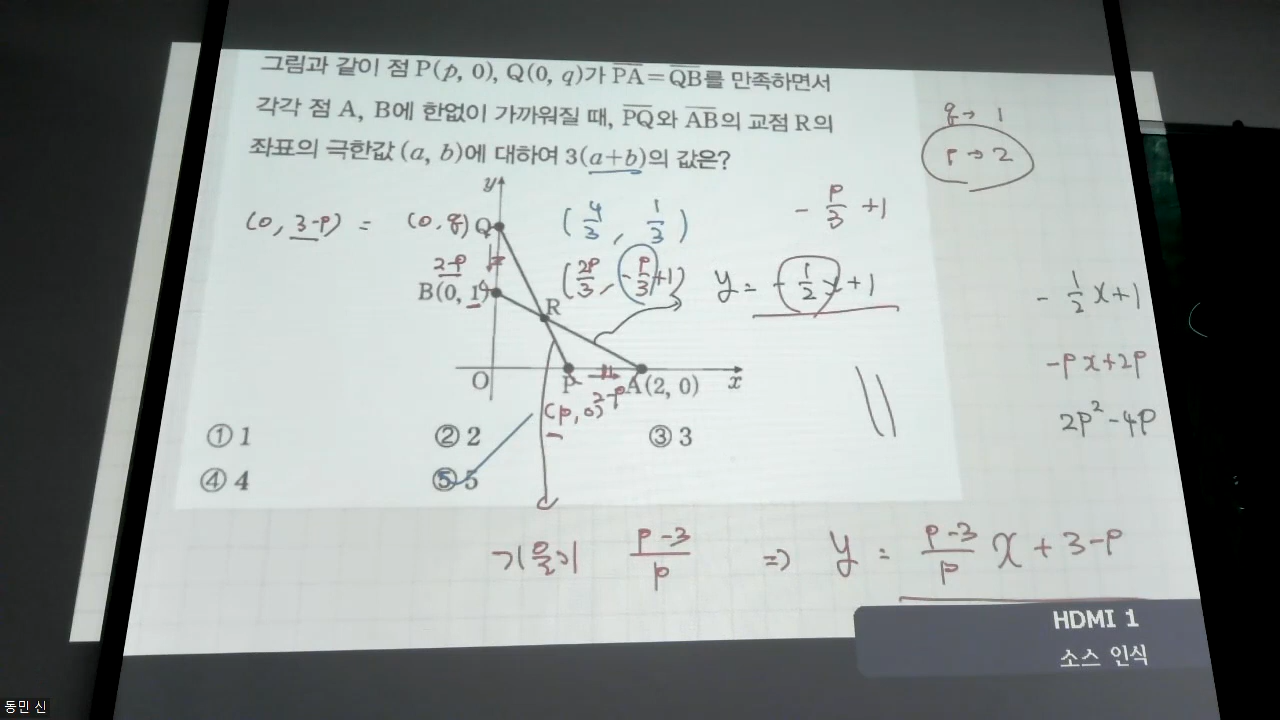 그림과 같이 점 P(p, 0), Q(0, q)가 PA=QB를 만족하면서
각각 점 A, B에 한없이 가까워질 때, PQ와 AB의 교점 R의
좌표의 극한값 (a, b)에 대하여 3(a+b)의 값은?
q→ 1
p→2
y
(0, 3-p) = (0, q) Q
(4/3, 1/3)
- p/3 +1
2-p
B(0, 1)
(2p/3, -p/3+1)
y = -1/2x+1
- 1/2x+1
R
-px+2p
O P A(2, 0) x
2-p
(p, 0)
2p²-4p
① 1 ② 2 ③ 3
④ 4 ⑤ 5
기울기 p-3/p ⇒ y = p-3/p x + 3-p
HDMI 1
소스 인식
동민 신